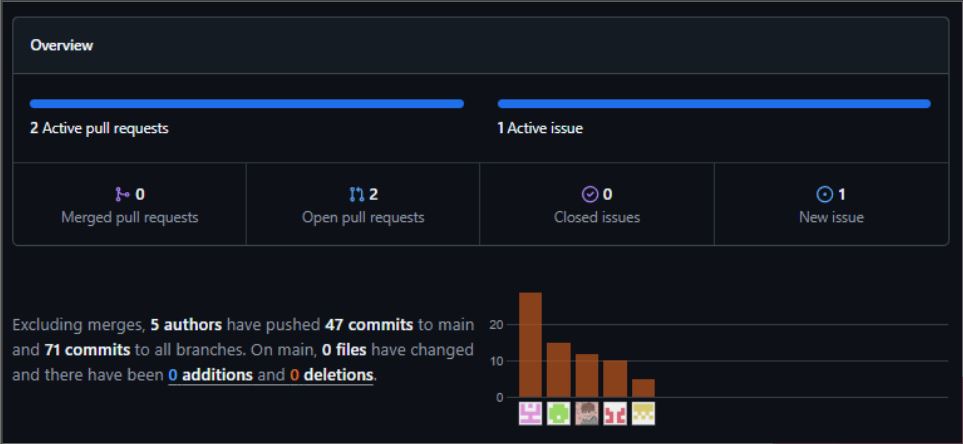 Overview
2 Active pull requests
1 Active issue
0
Merged pull requests
2
Open pull requests
0
Closed issues
1
New issue
Excluding merges, 5 authors have pushed 47 commits to main
and 71 commits to all branches. On main, 0 files have changed
and there have been 0 additions and 0 deletions.
20
10
0